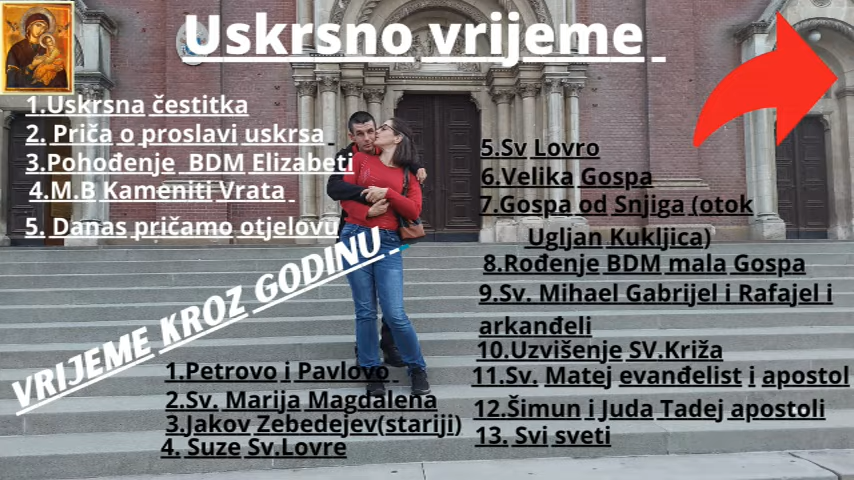 Uskrsno vrijeme
1.Uskrsna čestitka
2. Priča o proslavi uskrsa
3.Pohođenje BDM Elizabeti
4.M.B Kameniti Vrata
5. Danas pričamo otjelovu
VRIJEME KROZ GODINU
1.Petrovo i Pavlovo
2.Sv. Marija Magdalena
3.Jakov Zebedejev(stariji)
4. Suze Sv.Lovre
5.Sv Lovro
6.Velika Gospa
7.Gospa od Snjiga (otok
Ugljan Kukljica)
8.Rođenje BDM mala Gospa
9.Sv. Mihael Gabrijel i Rafajel i
arkanđeli
10.Uzvišenje SV.Križa
11.Sv. Matej evanđelist i apostol
12.Šimun i Juda Tadej apostoli
13. Svi sveti